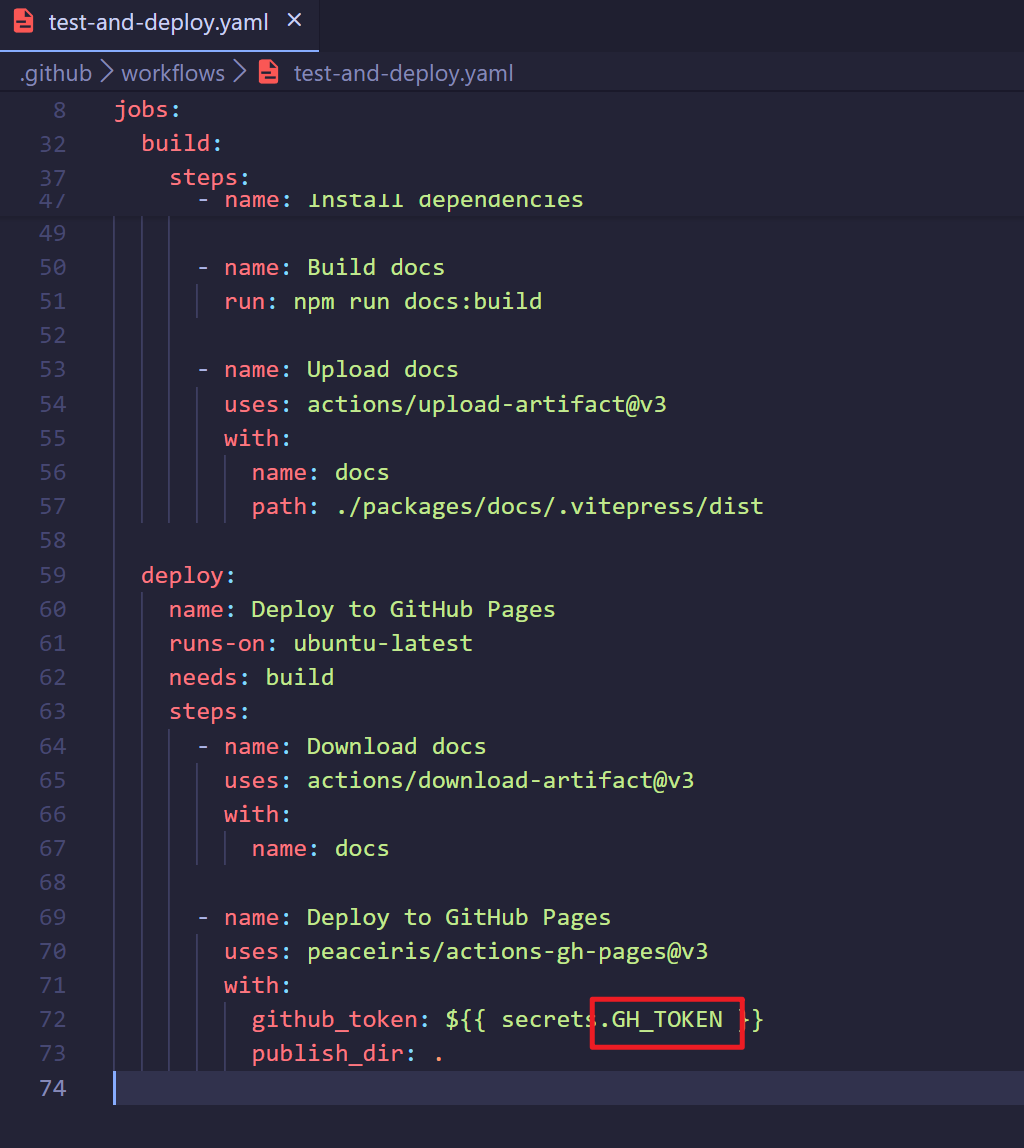 test-and-deploy.yaml ×
.github > workflows > test-and-deploy.yaml
8 jobs:
32 build:
37 steps:
47 - name: Install dependencies
49
50 - name: Build docs
51 run: npm run docs:build
52
53 - name: Upload docs
54 uses: actions/upload-artifact@v3
55 with:
56 name: docs
57 path: ./packages/docs/.vitepress/dist
58
59 deploy:
60 name: Deploy to GitHub Pages
61 runs-on: ubuntu-latest
62 needs: build
63 steps:
64 - name: Download docs
65 uses: actions/download-artifact@v3
66 with:
67 name: docs
68
69 - name: Deploy to GitHub Pages
70 uses: peaceiris/actions-gh-pages@v3
71 with:
72 github_token: ${{ secrets.GH_TOKEN }}
73 publish_dir: .
74